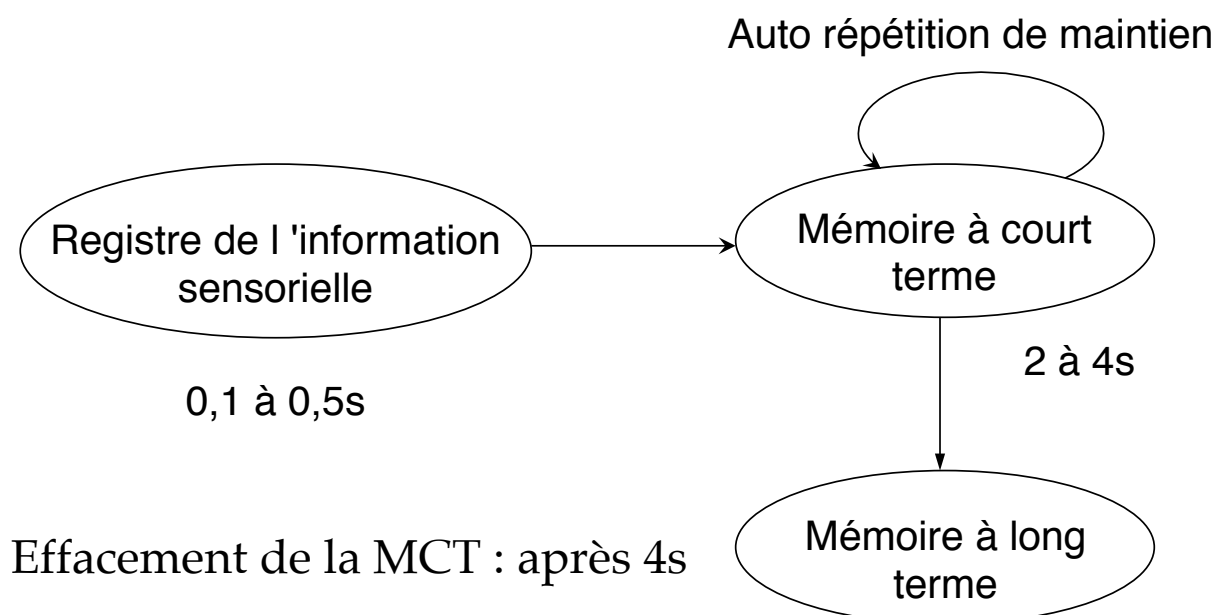 Auto répétition de maintien
Registre de l 'information
sensorielle
Mémoire à court
terme
0,1 à 0,5s
2 à 4s
Effacement de la MCT : après 4s
Mémoire à long
terme